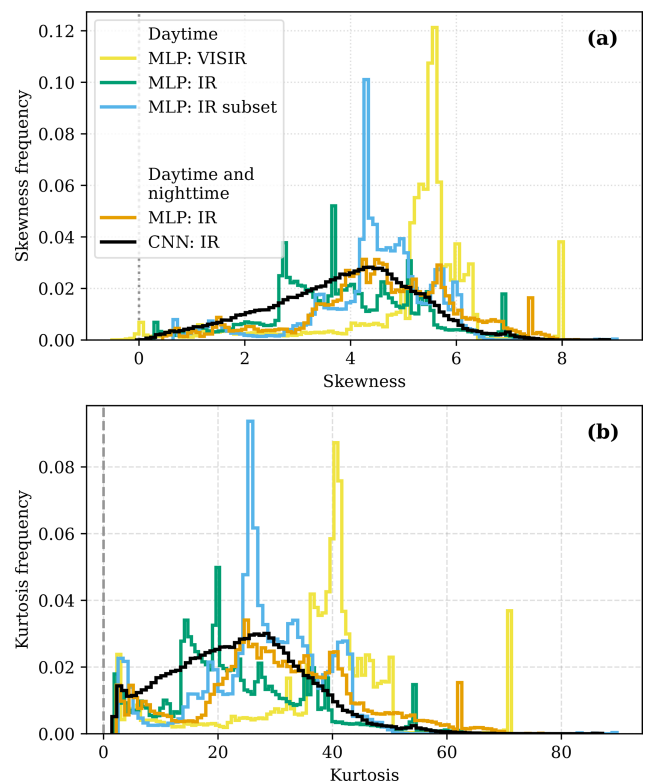 (a)
Daytime
MLP: VISIR
MLP: IR
MLP: IR subset
Daytime and
nighttime
MLP: IR
CNN: IR
Skewness frequency
0.12
0.10
0.08
0.06
0.04
0.02
0.00
0 2 4 6 8
Skewness
(b)
Kurtosis frequency
0.08
0.06
0.04
0.02
0.00
0 20 40 60 80
Kurtosis